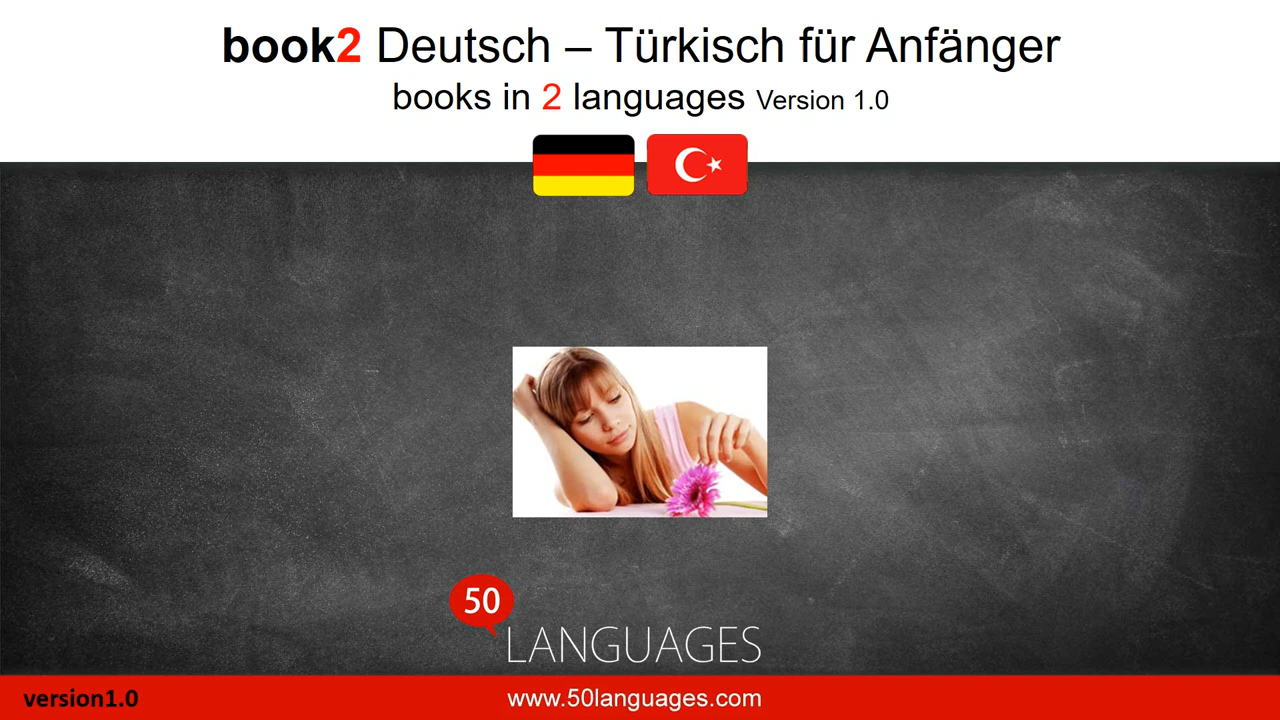 book2 Deutsch – Türkisch für Anfänger
books in 2 languages Version 1.0
50
LANGUAGES
version1.0
www.50languages.com